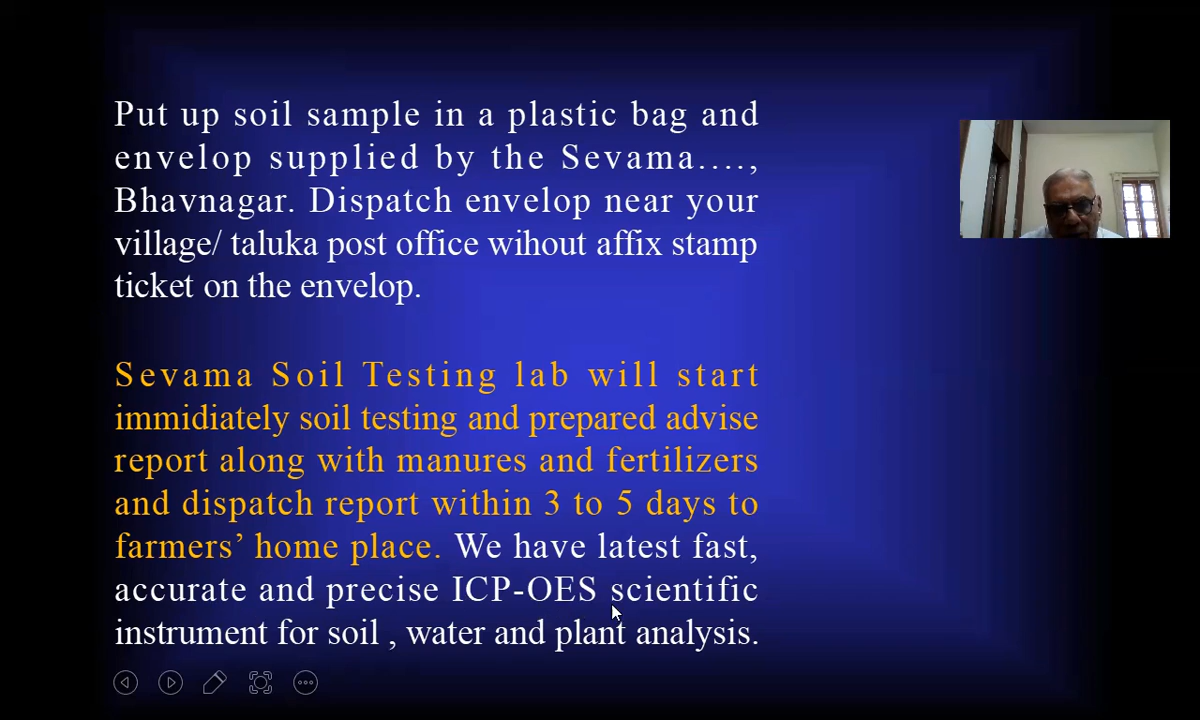 Put up soil sample in a plastic bag and
envelop supplied by the Sevama....,
Bhavnagar. Dispatch envelop near your
village/ taluka post office wihout affix stamp
ticket on the envelop.
Sevama Soil Testing lab will start
immidiately soil testing and prepared advise
report along with manures and fertilizers
and dispatch report within 3 to 5 days to
farmers’ home place. We have latest fast,
accurate and precise ICP-OES scientific
instrument for soil , water and plant analysis.